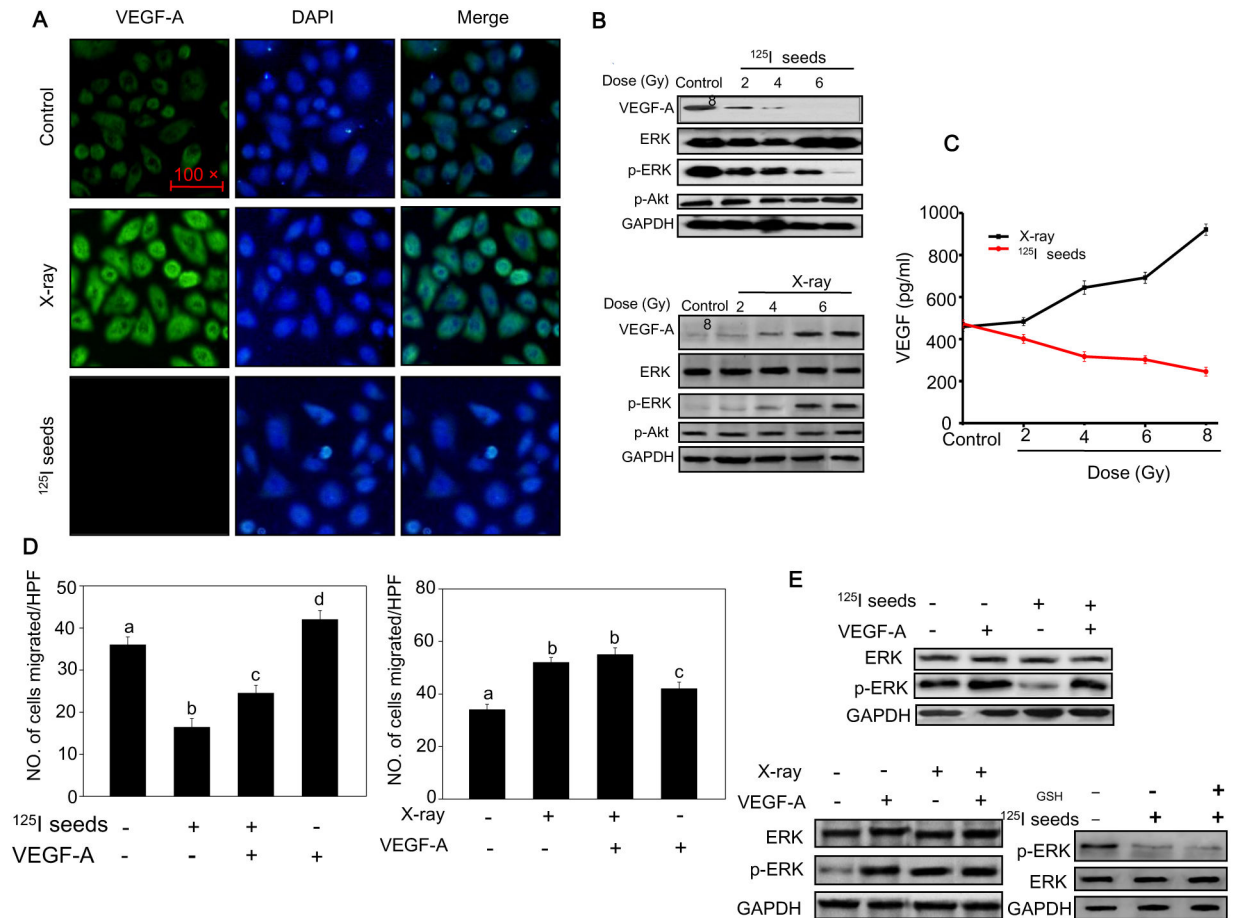 A
VEGF-A DAPI Merge
Control
100 ×
X-ray
125I seeds
B
125I seeds
Dose (Gy) Control 2 4 6
8
VEGF-A
ERK
p-ERK
p-Akt
GAPDH
X-ray
Dose (Gy) Control 2 4 6
8
VEGF-A
ERK
p-ERK
p-Akt
GAPDH
C
1000
800
600
400
200
0
VEGF (pg/ml)
X-ray
125I seeds
Control 2 4 6 8
Dose (Gy)
D
NO. of cells migrated/HPF
50
40
30
20
10
0
a b c d
125I seeds - + + -
VEGF-A - - + +
NO. of cells migrated/HPF
80
60
40
20
0
a b b c
X-ray - + + -
VEGF-A - - + +
E
125I seeds - - + +
VEGF-A - + - +
ERK
p-ERK
GAPDH
X-ray - - + +
VEGF-A - + - +
ERK
p-ERK
GAPDH
GSH - - +
125I seeds - + +
p-ERK
ERK
GAPDH